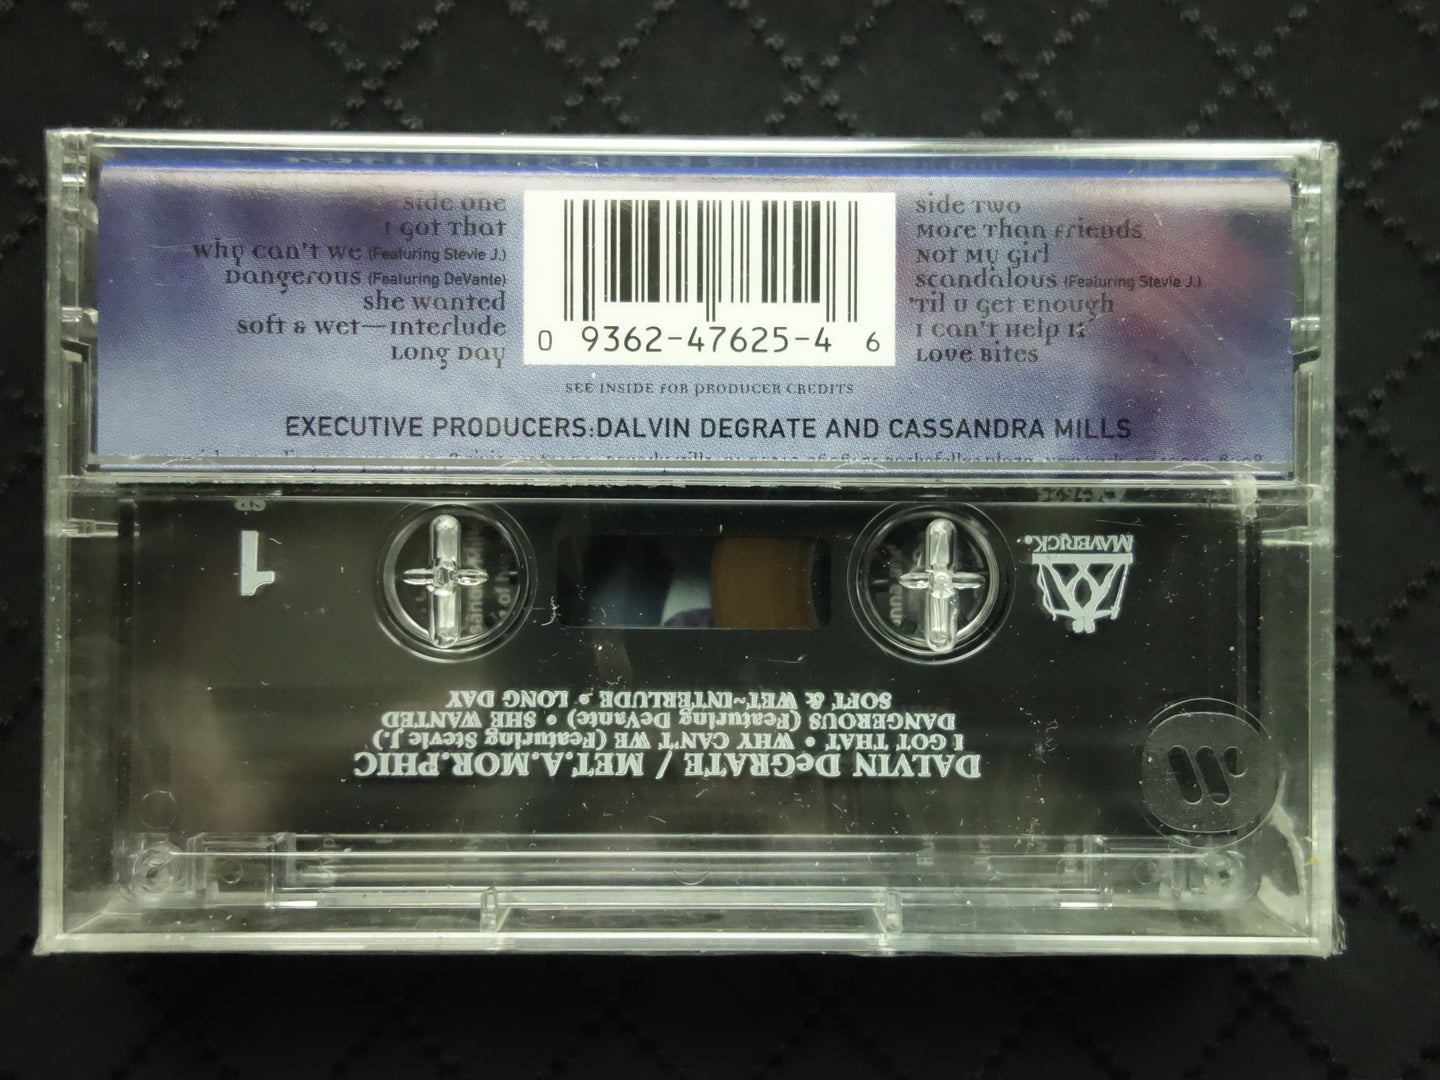 side one
I Got That
Why Can't We (Featuring Stevie J.)
Dangerous (Featuring DeVante)
She Wanted
Soft & Wet—Interlude
Long Day
0 9362-47625-4 6
side Two
More Than Friends
Not My Girl
Scandalous (Featuring Stevie J.)
'Til U Get Enough
I Can't Help It
Love Bites
SEE INSIDE FOR PRODUCER CREDITS
EXECUTIVE PRODUCERS:DALVIN DEGRATE AND CASSANDRA MILLS
1
MAVERICK.
DALVIN DeGRATE / MET.A.MOR.PHIC
I GOT THAT • WHY CAN'T WE (Featuring Stevie J.)
DANGEROUS (Featuring DeVante) • SHE WANTED
SOFT & WET~INTERLUDE • LONG DAY